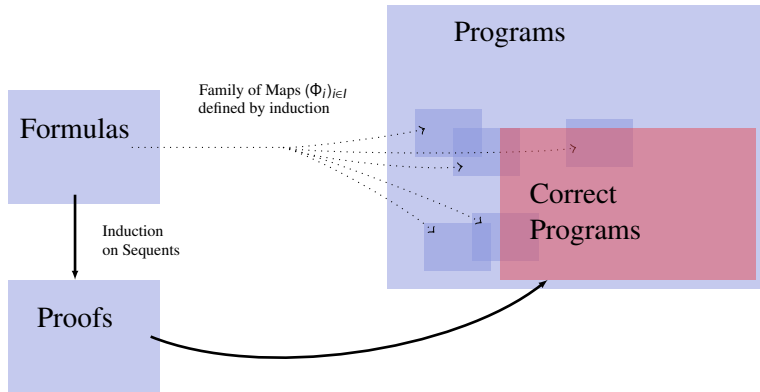 Programs
Family of Maps (Φᵢ)ᵢ∈I
defined by induction
Formulas
Correct
Programs
Induction
on Sequents
Proofs